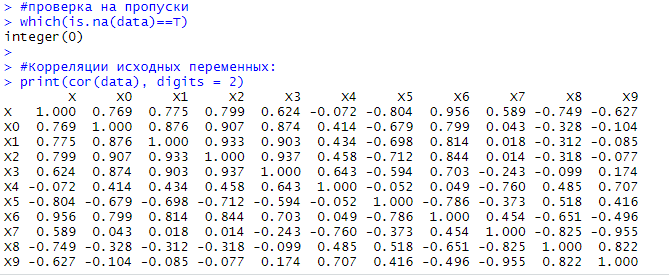 > #проверка на пропуски
> which(is.na(data)==T)
integer(0)
>
> #Корреляции исходных переменных:
> print(cor(data), digits = 2)
X X0 X1 X2 X3 X4 X5 X6 X7 X8 X9
X 1.000 0.769 0.775 0.799 0.624 -0.072 -0.804 0.956 0.589 -0.749 -0.627
X0 0.769 1.000 0.876 0.907 0.874 0.414 -0.679 0.799 0.043 -0.328 -0.104
X1 0.775 0.876 1.000 0.933 0.903 0.434 -0.698 0.814 0.018 -0.312 -0.085
X2 0.799 0.907 0.933 1.000 0.937 0.458 -0.712 0.844 0.014 -0.318 -0.077
X3 0.624 0.874 0.903 0.937 1.000 0.643 -0.594 0.703 -0.243 -0.099 0.174
X4 -0.072 0.414 0.434 0.458 0.643 1.000 -0.052 0.049 -0.760 0.485 0.707
X5 -0.804 -0.679 -0.698 -0.712 -0.594 -0.052 1.000 -0.786 -0.373 0.518 0.416
X6 0.956 0.799 0.814 0.844 0.703 0.049 -0.786 1.000 0.454 -0.651 -0.496
X7 0.589 0.043 0.018 0.014 -0.243 -0.760 -0.373 0.454 1.000 -0.825 -0.955
X8 -0.749 -0.328 -0.312 -0.318 -0.099 0.485 0.518 -0.651 -0.825 1.000 0.822
X9 -0.627 -0.104 -0.085 -0.077 0.174 0.707 0.416 -0.496 -0.955 0.822 1.000